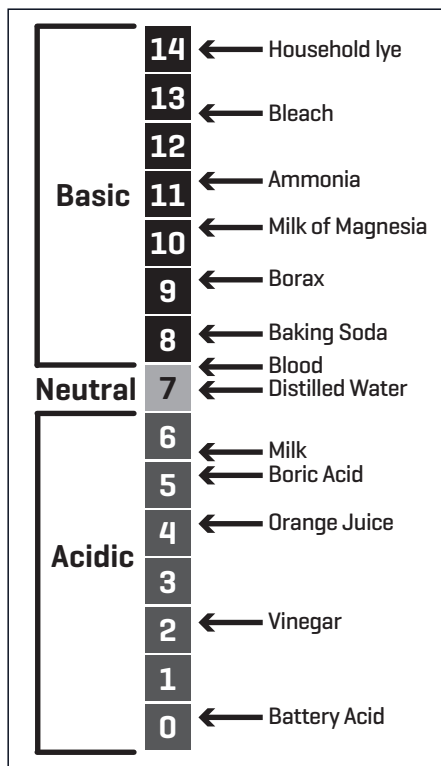 14 Household lye
13
Bleach
12
Ammonia
11
Basic
Milk of Magnesia
10
9 Borax
8 Baking Soda
Blood
Neutral 7 Distilled Water
6
Milk
5 Boric Acid
4 Orange Juice
Acidic
3
2 Vinegar
1
0 Battery Acid